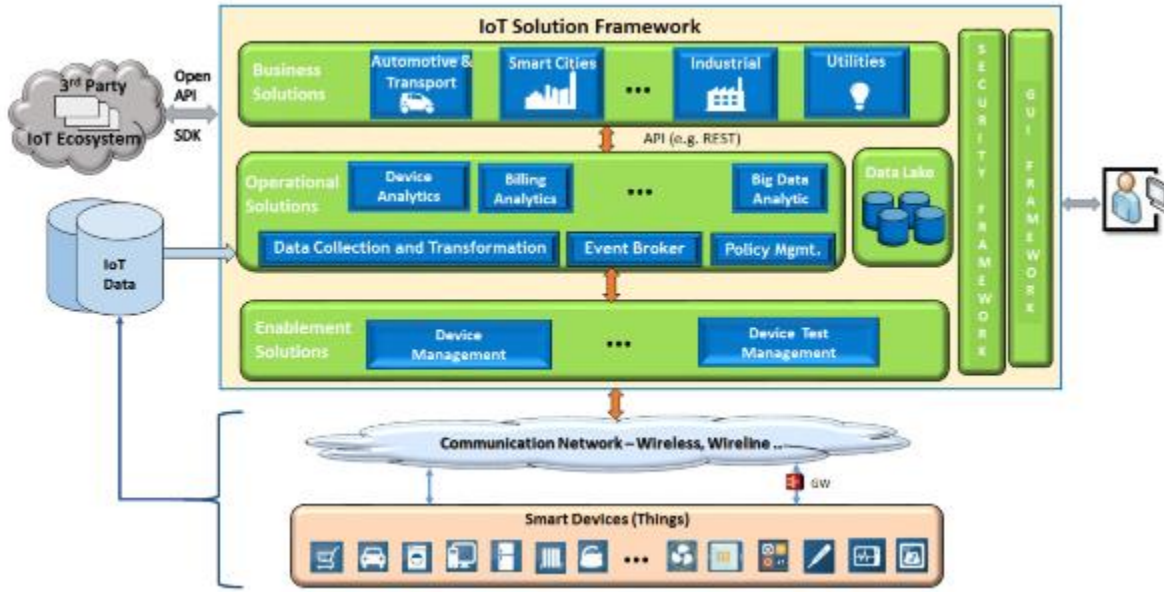 IoT Solution Framework
3rd Party
IoT Ecosystem
Open
API
SDK
Business
Solutions
Automotive &
Transport
Smart Cities
...
Industrial
Utilities
API (e.g. REST)
Operational
Solutions
Device
Analytics
Billing
Analytics
...
Big Data
Analytic
Data Collection and Transformation
Event Broker
Policy Mgmt.
Data Lake
SECURITY FRAMEWORK
GUI FRAMEWORK
IoT
Data
Enablement
Solutions
Device
Management
...
Device Test
Management
Communication Network – Wireless, Wireline ..
GW
Smart Devices (Things)
...